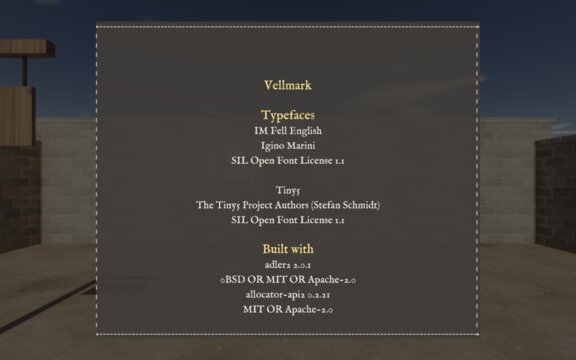 Vellmark
Typefaces
IM Fell English
Igino Marini
SIL Open Font License 1.1
Tiny5
The Tiny5 Project Authors (Stefan Schmidt)
SIL Open Font License 1.1
Built with
adler2 2.0.1
0BSD OR MIT OR Apache-2.0
allocator-api2 0.2.21
MIT OR Apache-2.0